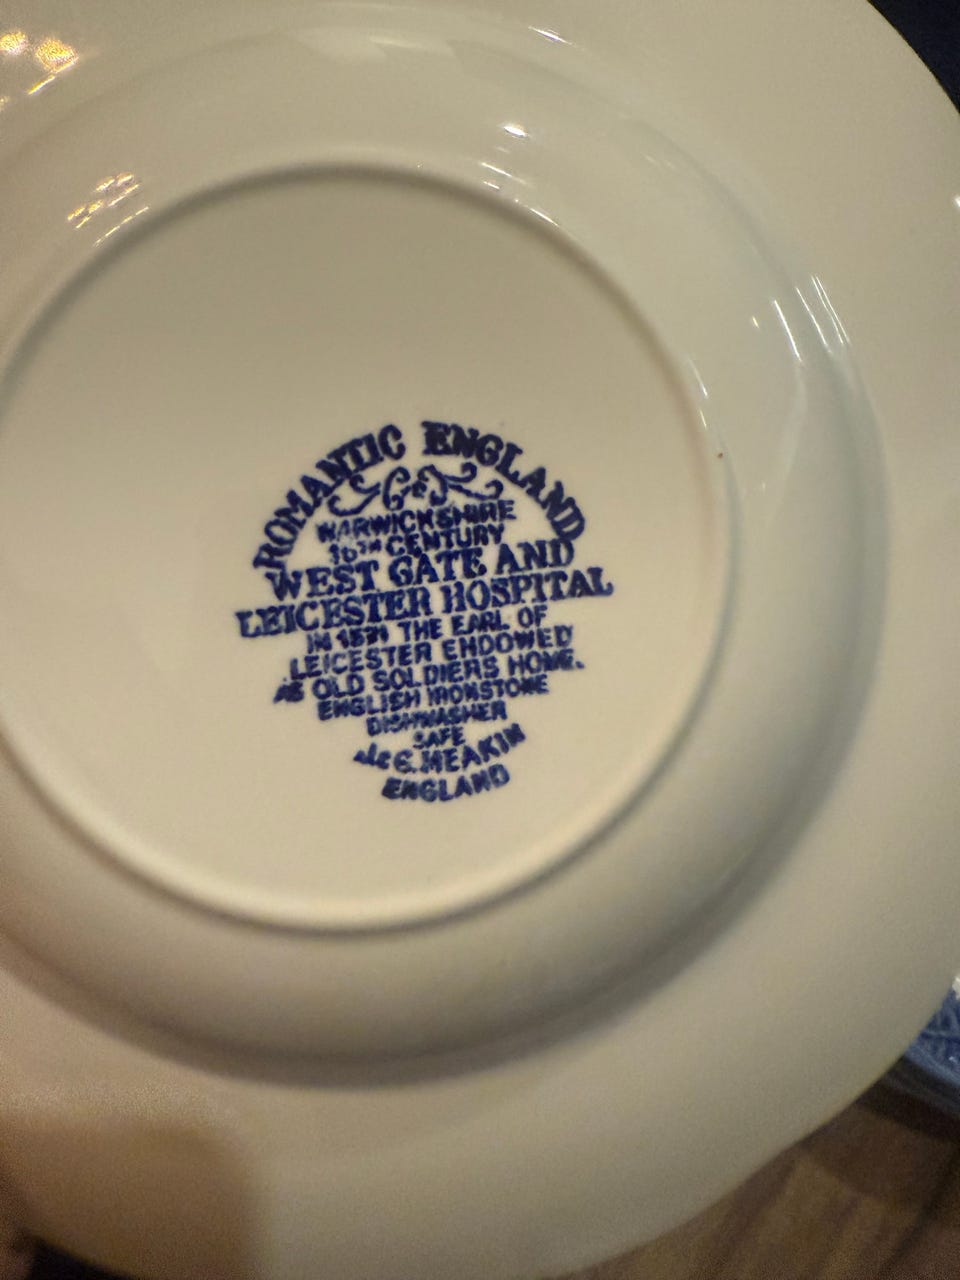 ROMANTIC ENGLAND
WARWICKSHIRE
16TH CENTURY
WEST GATE AND
LEICESTER HOSPITAL
IN 1571 THE EARL OF
LEICESTER ENDOWED
AS OLD SOLDIERS HOME.
ENGLISH IRONSTONE
DISHWASHER
SAFE
J & G. MEAKIN
ENGLAND